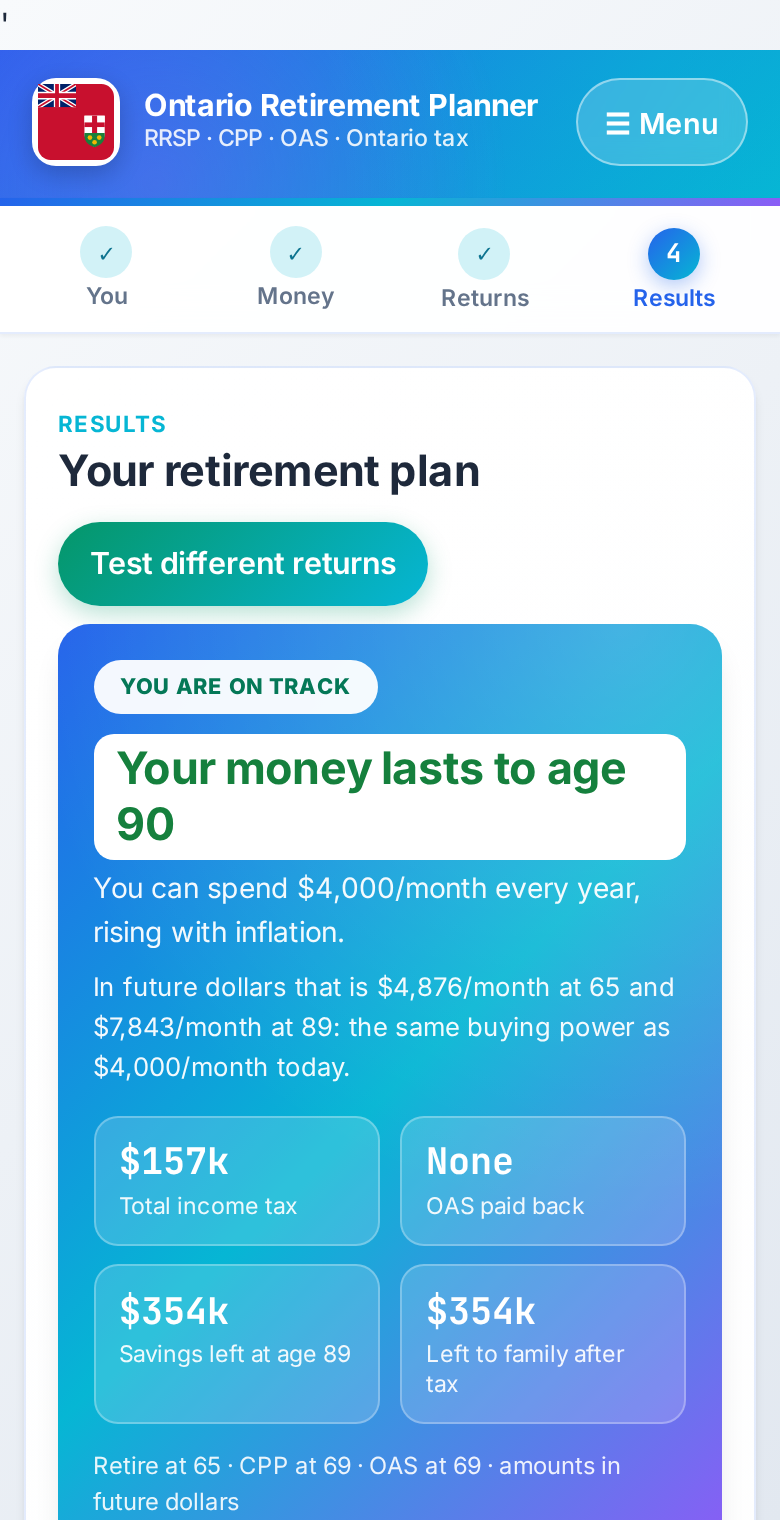 '
Ontario Retirement Planner
RRSP · CPP · OAS · Ontario tax
☰ Menu
✓
✓
✓
4
You
Money
Returns
Results
RESULTS
Your retirement plan
Test different returns
YOU ARE ON TRACK
Your money lasts to age
90
You can spend $4,000/month every year,
rising with inflation.
In future dollars that is $4,876/month at 65 and
$7,843/month at 89: the same buying power as
$4,000/month today.
$157k
Total income tax
None
OAS paid back
$354k
Savings left at age 89
$354k
Left to family after
tax
Retire at 65 · CPP at 69 · OAS at 69 · amounts in
future dollars